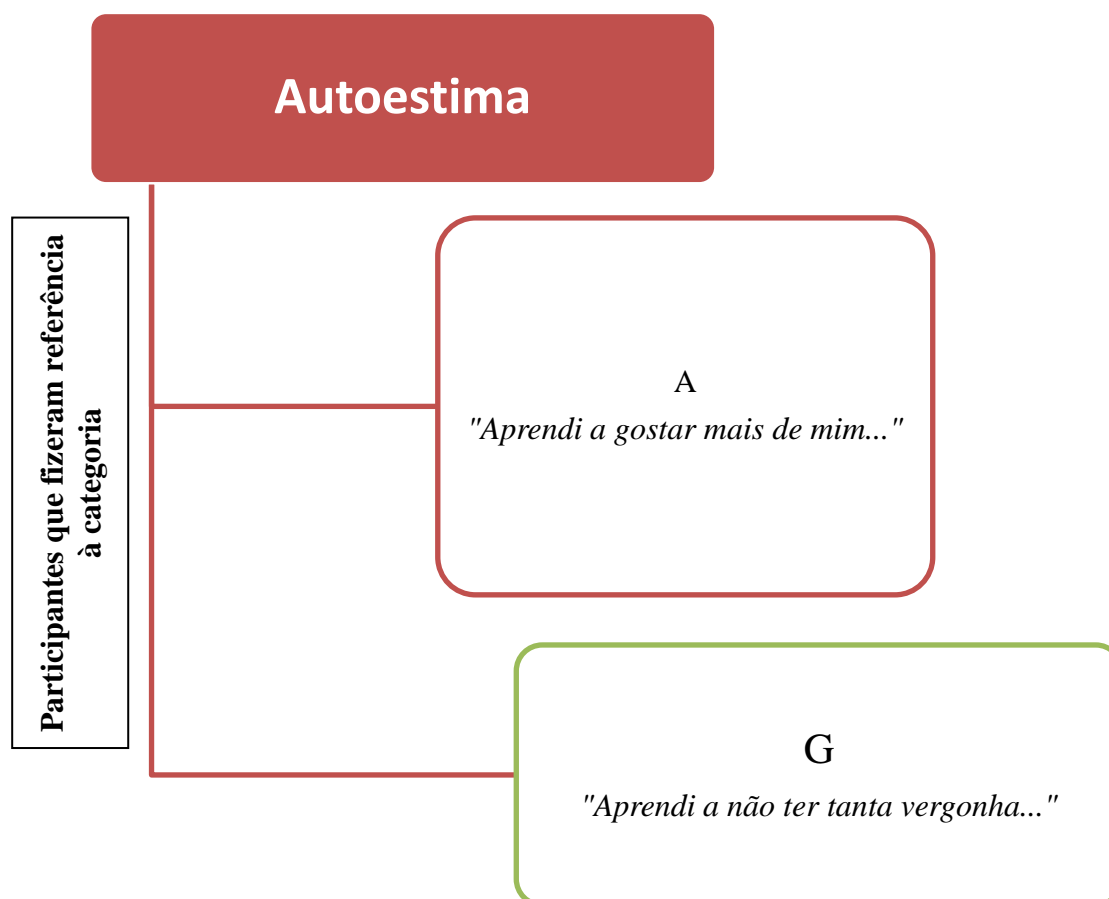 Autoestima
Participantes que fizeram referência
à categoria
A
"Aprendi a gostar mais de mim..."
G
"Aprendi a não ter tanta vergonha..."